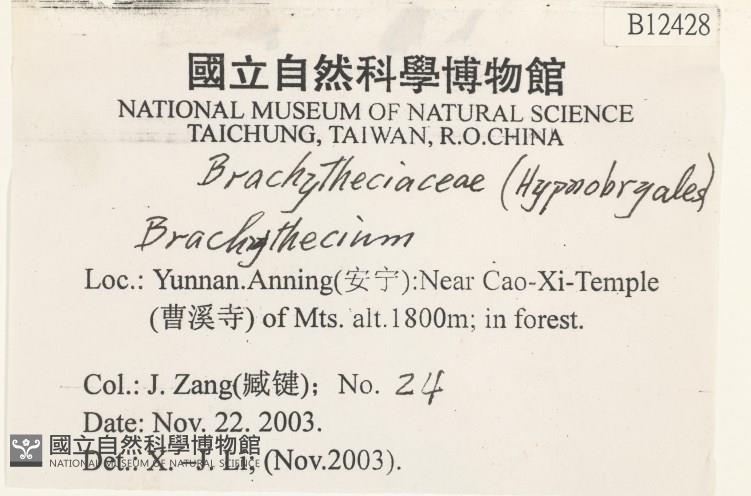 B12428
國立自然科學博物館
NATIONAL MUSEUM OF NATURAL SCIENCE
TAICHUNG, TAIWAN, R.O.CHINA
Brachytheciaceae (Hypnobryales)
Brachythecium
Loc.: Yunnan.Anning(安宁):Near Cao-Xi-Temple
(曹溪寺) of Mts. alt.1800m; in forest.
Col.: J. Zang(臧键); No. 24
Date: Nov. 22. 2003.
國立自然科學博物館
NATIONAL MUSEUM OF NATURAL SCIENCE
Det.: X. -J. Li; (Nov.2003).